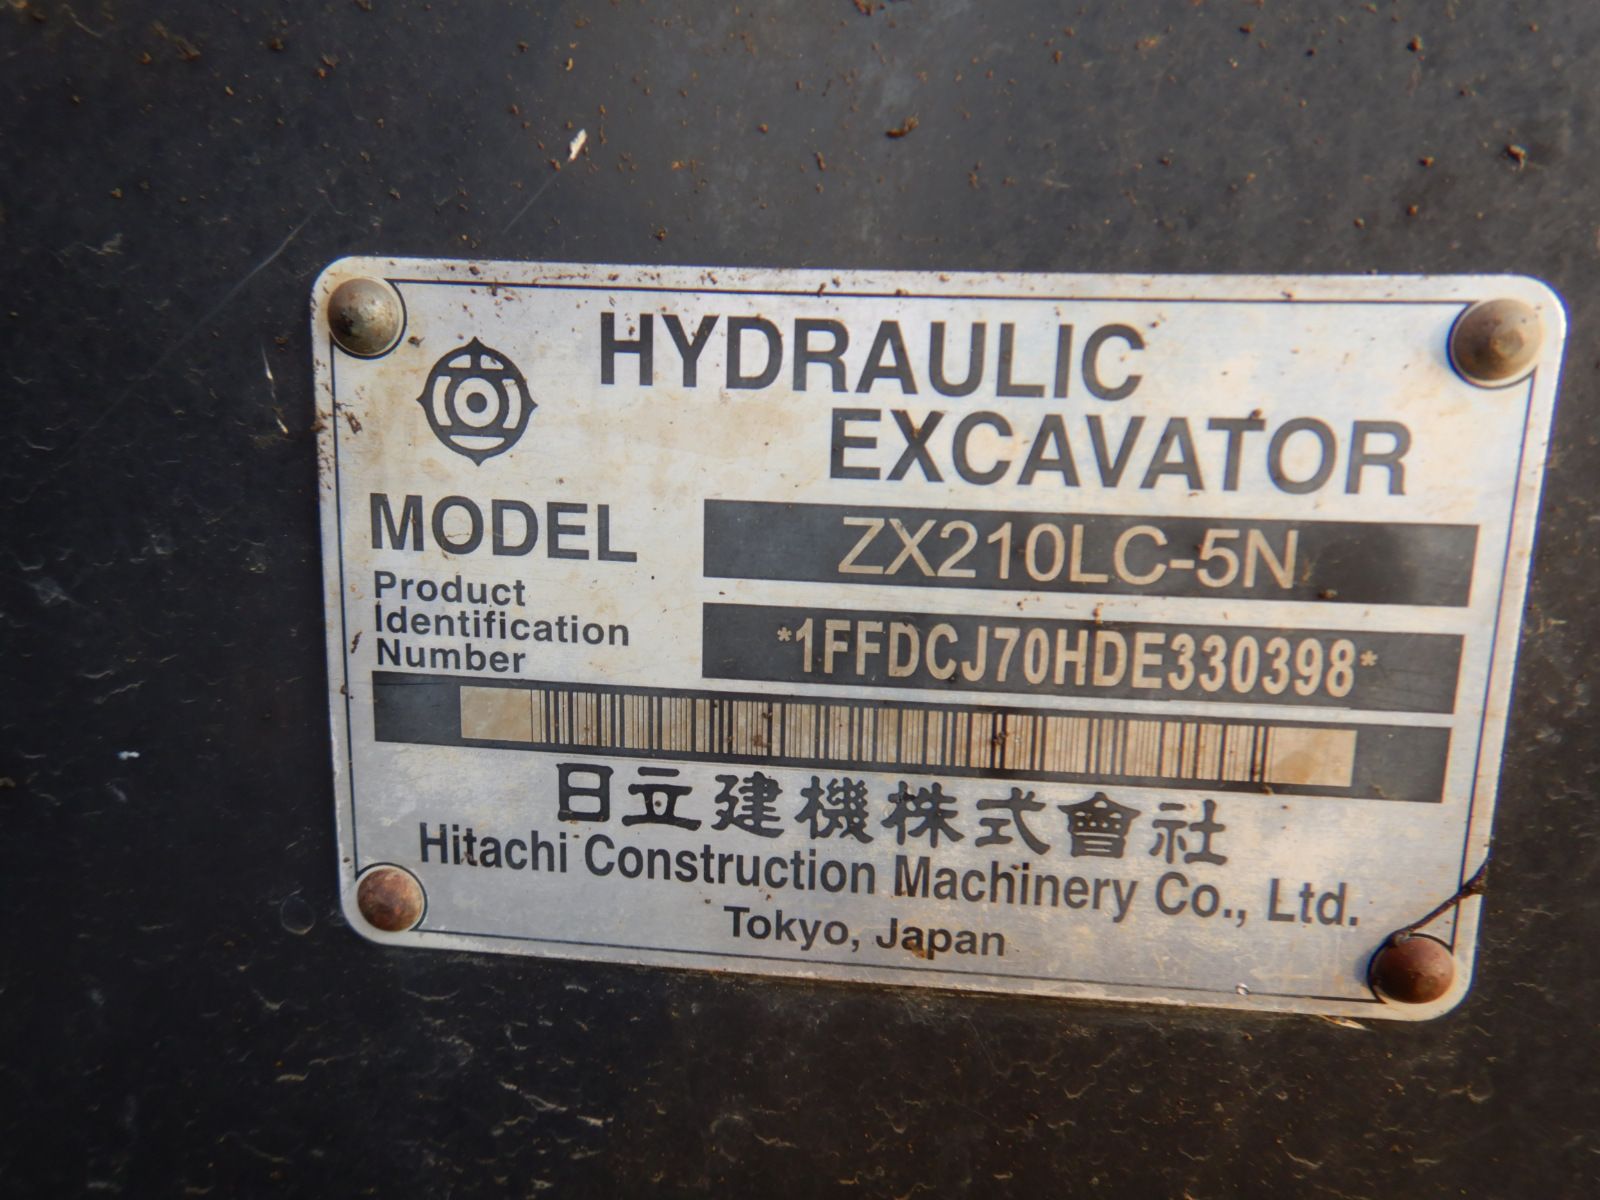 HYDRAULIC
EXCAVATOR
MODEL ZX210LC-5N
Product
Identification
Number
*1FFDCJ70HDE330398*
日立建機株式會社
Hitachi Construction Machinery Co., Ltd.
Tokyo, Japan